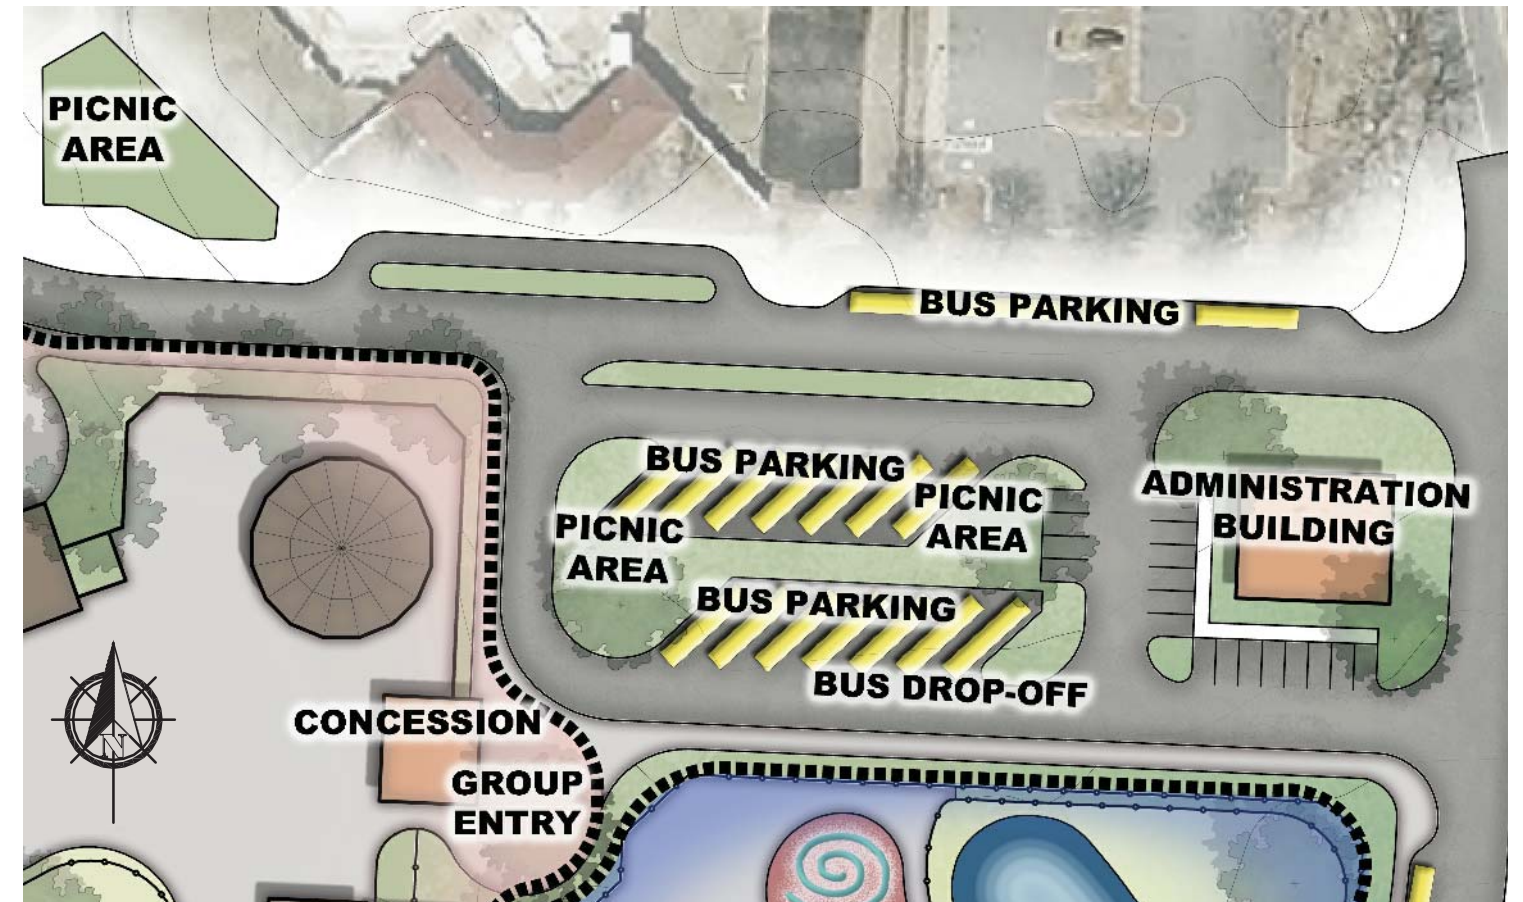 PICNIC
AREA
BUS PARKING
BUS PARKING
PICNIC
AREA
PICNIC
AREA
ADMINISTRATION
BUILDING
BUS PARKING
BUS DROP-OFF
CONCESSION
GROUP
ENTRY
N